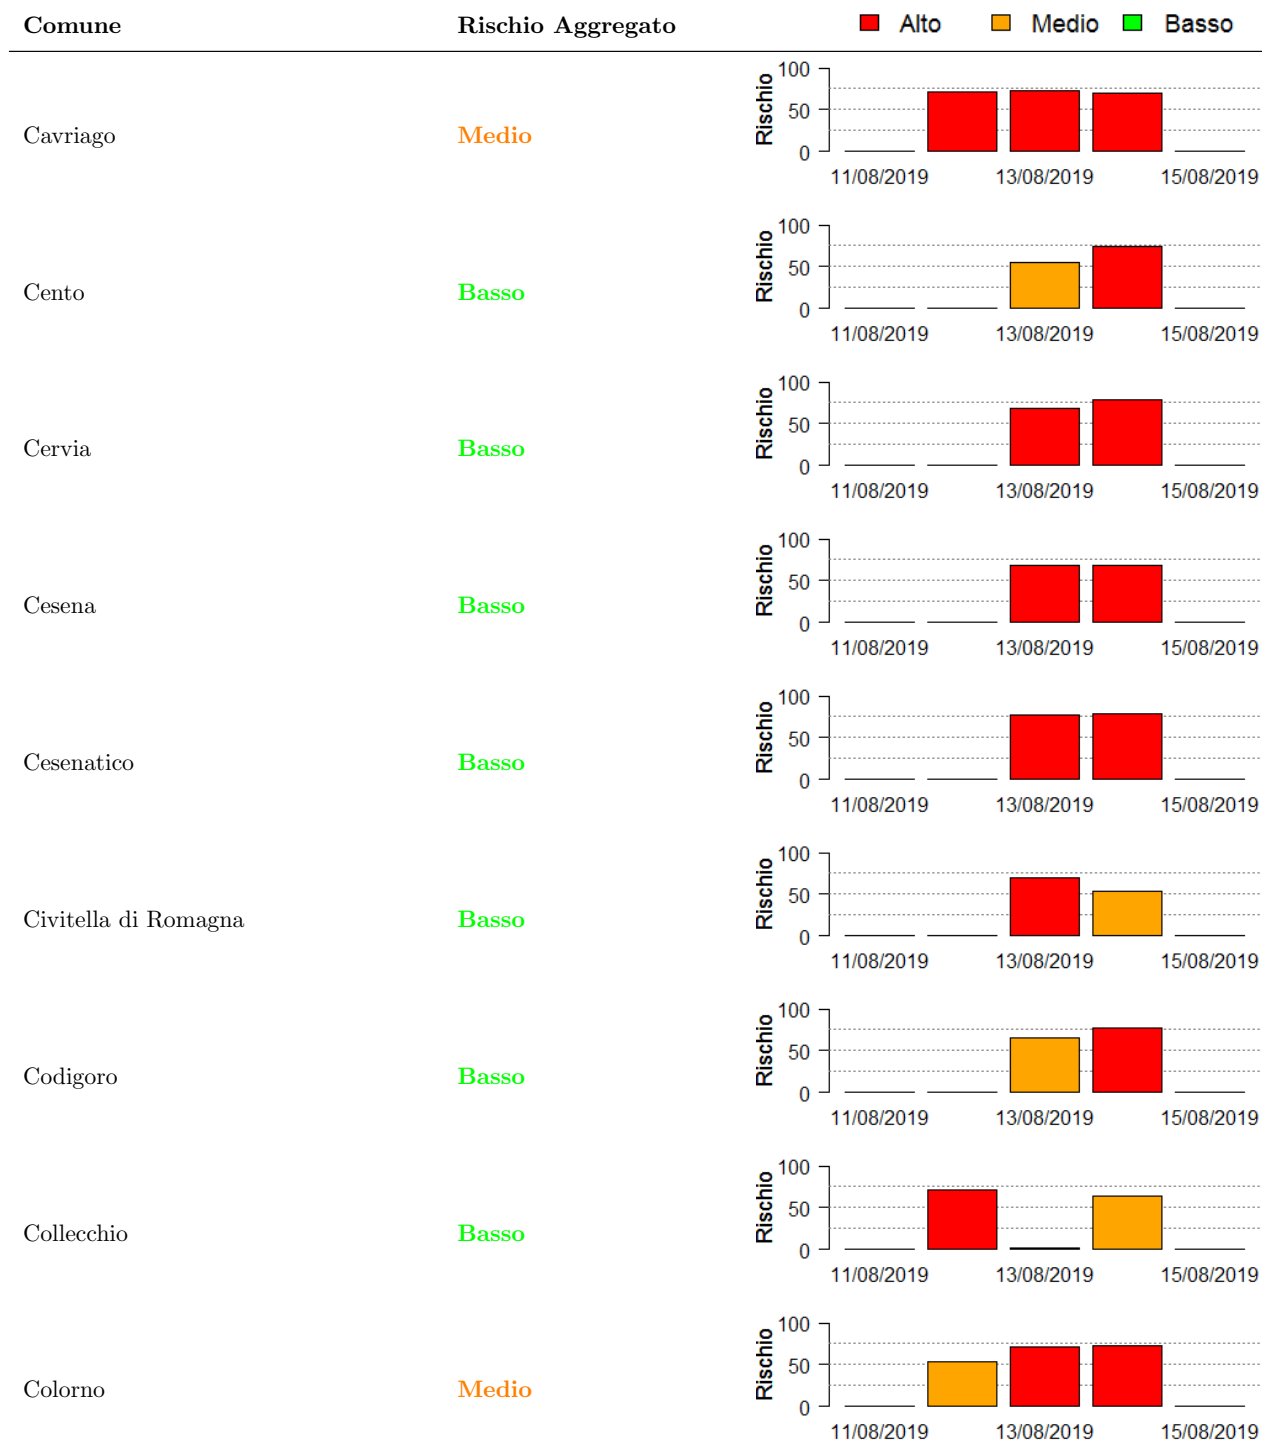 Comune Rischio Aggregato Alto Medio Basso
Cavriago Medio Rischio 100 50 0
11/08/2019 13/08/2019 15/08/2019
Cento Basso Rischio 100 50 0
11/08/2019 13/08/2019 15/08/2019
Cervia Basso Rischio 100 50 0
11/08/2019 13/08/2019 15/08/2019
Cesena Basso Rischio 100 50 0
11/08/2019 13/08/2019 15/08/2019
Cesenatico Basso Rischio 100 50 0
11/08/2019 13/08/2019 15/08/2019
Civitella di Romagna Basso Rischio 100 50 0
11/08/2019 13/08/2019 15/08/2019
Codigoro Basso Rischio 100 50 0
11/08/2019 13/08/2019 15/08/2019
Collecchio Basso Rischio 100 50 0
11/08/2019 13/08/2019 15/08/2019
Colorno Medio Rischio 100 50 0
11/08/2019 13/08/2019 15/08/2019